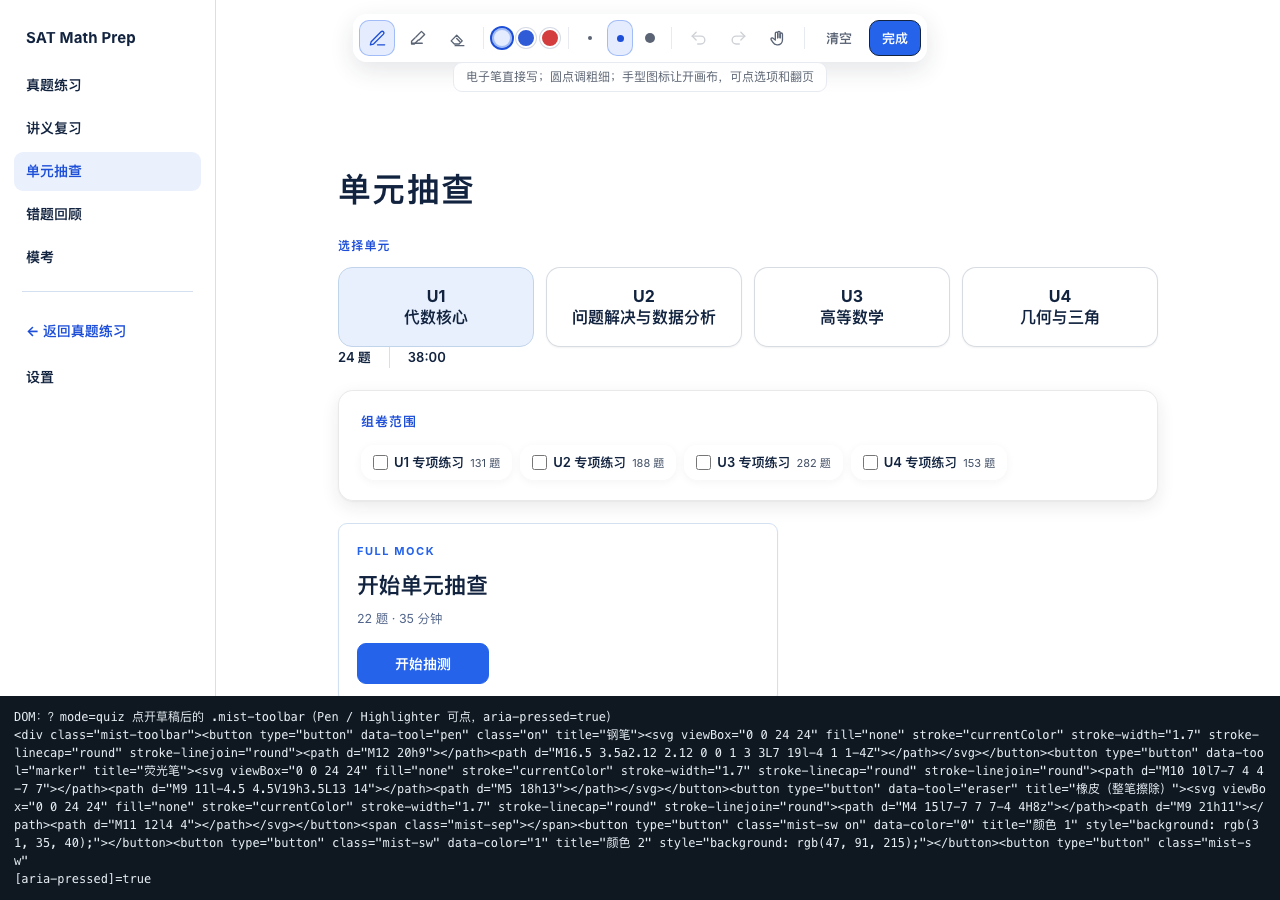 SAT Math Prep
真题练习
讲义复习
单元抽查
错题回顾
模考
← 返回真题练习
设置
清空
完成
电子笔直接写；圆点调粗细；手型图标让开画布，可点选项和翻页
单元抽查
选择单元
U1
代数核心
U2
问题解决与数据分析
U3
高等数学
U4
几何与三角
24 题
38:00
组卷范围
U1 专项练习 131 题
U2 专项练习 188 题
U3 专项练习 282 题
U4 专项练习 153 题
FULL MOCK
开始单元抽查
22 题 · 35 分钟
开始抽测
DOM: ？mode=quiz 点开草稿后的 .mist-toolbar（Pen / Highlighter 可点，aria-pressed=true）
<div class="mist-toolbar"><button type="button" data-tool="pen" class="on" title="钢笔"><svg viewBox="0 0 24 24" fill="none" stroke="currentColor" stroke-width="1.7" stroke-
linecap="round" stroke-linejoin="round"><path d="M12 20h9"></path><path d="M16.5 3.5a2.12 2.12 0 0 1 3 3L7 19l-4 1 1-4Z"></path></svg></button><button type="button" data-too
l="marker" title="荧光笔"><svg viewBox="0 0 24 24" fill="none" stroke="currentColor" stroke-width="1.7" stroke-linecap="round" stroke-linejoin="round"><path d="M10 10l7-7 4 4
-7 7"></path><path d="M9 11l-4.5 4.5V19h3.5L13 14"></path><path d="M5 18h13"></path></svg></button><button type="button" data-tool="eraser" title="橡皮（整笔擦除）"><svg viewBo
x="0 0 24 24" fill="none" stroke="currentColor" stroke-width="1.7" stroke-linecap="round" stroke-linejoin="round"><path d="M4 15l7-7 7 7-4 4H8z"></path><path d="M9 21h11"></
path><path d="M11 12l4 4"></path></svg></button><span class="mist-sep"></span><button type="button" class="mist-sw on" data-color="0" title="颜色 1" style="background: rgb(3
1, 35, 40);"></button><button type="button" class="mist-sw" data-color="1" title="颜色 2" style="background: rgb(47, 91, 215);"></button><button type="button" class="mist-s
w"
[aria-pressed]=true